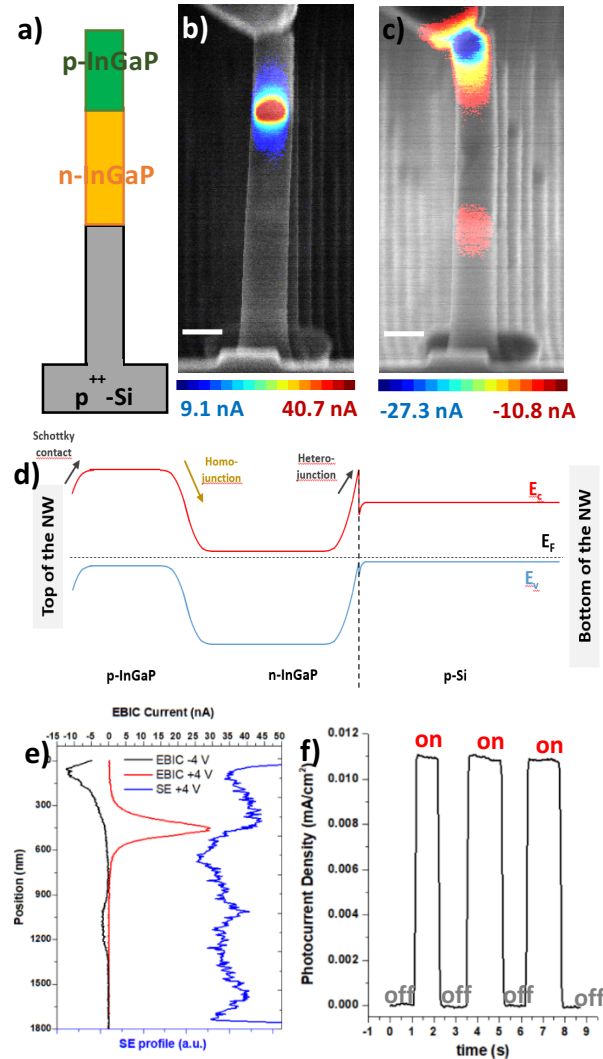 a)
p-InGaP
n-InGaP
p ++ -Si
b)
9.1 nA 40.7 nA
c)
-27.3 nA -10.8 nA
d)
Schottky
contact
Homo-
junction
Hetero-
junction
Ec
EF
Ev
Top of the NW
Bottom of the NW
p-InGaP n-InGaP p-Si
e)
EBIC Current (nA)
-15 -10 -5 0 5 10 15 20 25 30 35 40 45 50
EBIC -4 V
EBIC +4 V
SE +4 V
Position (nm)
0
300
600
900
1200
1500
1800
SE profile (a.u.)
f)
on on on
off off off off
Photocurrent Density (mA/cm²)
0.012
0.010
0.008
0.006
0.004
0.002
0.000
-1 0 1 2 3 4 5 6 7 8 9
time (s)